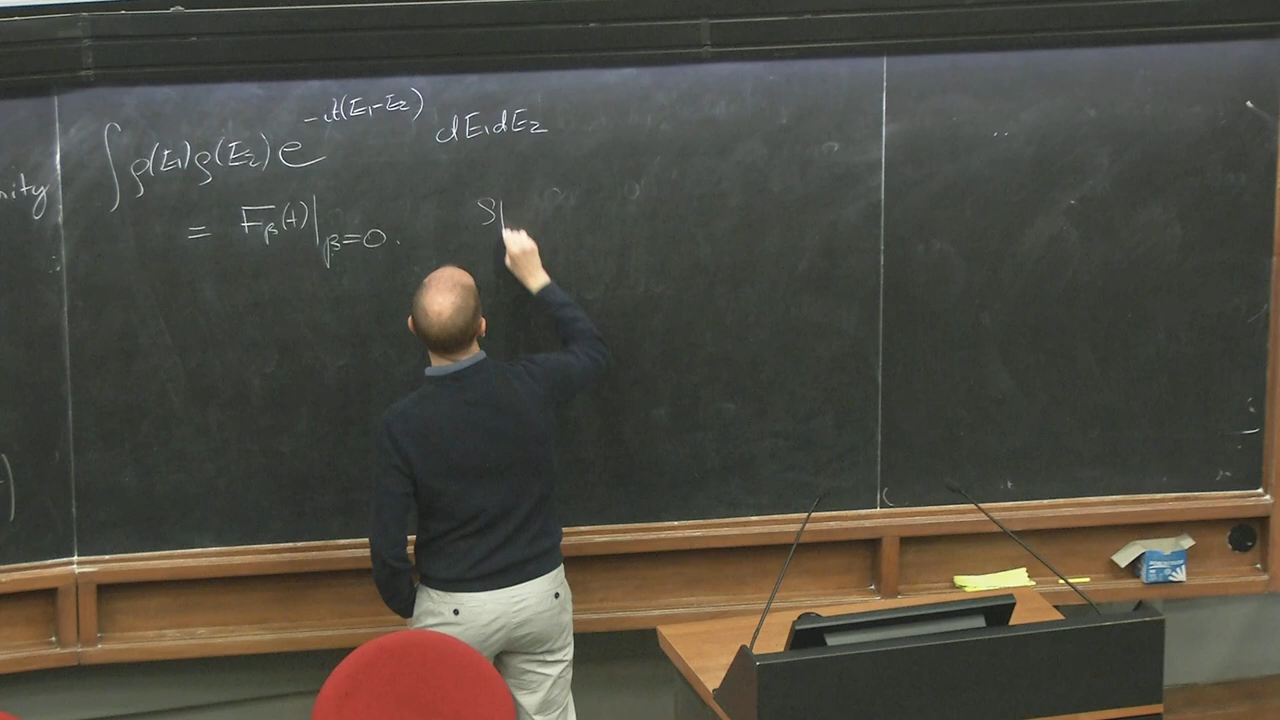 nity
∫ρ(E₁)ρ(E₂) e^{-it(E₁-E₂)} dE₁dE₂
= F_β(t)|_{β=0}.